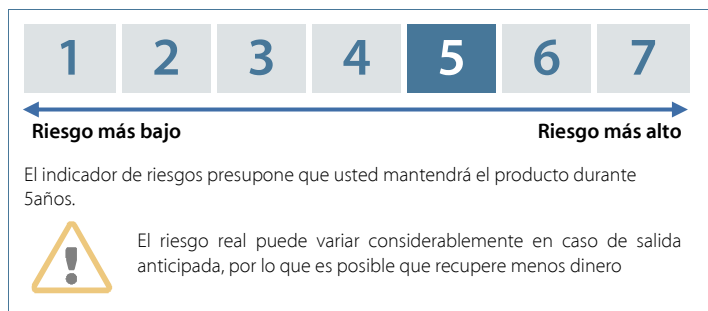 1 2 3 4 5 6 7
Riesgo más bajo Riesgo más alto
El indicador de riesgos presupone que usted mantendrá el producto durante
5años.
El riesgo real puede variar considerablemente en caso de salida
anticipada, por lo que es posible que recupere menos dinero